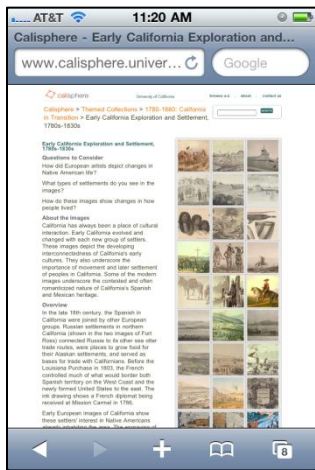 AT&T 11:20 AM
Calisphere - Early California Exploration and...
www.calisphere.univer... Google
calisphere University of California browse a-z about contact us
Calisphere > Themed Collections > 1780-1880: California
in Transition > Early California Exploration and Settlement,
1780s-1830s
Early California Exploration and Settlement,
1780s-1830s
Questions to Consider
How did European artists depict changes in
Native American life?
What types of settlements do you see in the
images?
How do these images show changes in how
people lived?
About the Images
California has always been a place of cultural
interaction. Early California evolved and
changed with each new group of settlers.
These images depict the developing
interconnectedness of California's early
cultures. They also underscore the
importance of movement and later settlement
of peoples in California. Some of the modern
images underscore the contested and often
romanticized nature of California's Spanish
and Mexican heritage.
Overview
In the late 18th century, the Spanish in
California were joined by other European
groups. Russian settlements in northern
California (shown in the two images of Fort
Ross) connected Russia to its other sea otter
trade routes, were places to grow food for
their Alaskan settlements, and served as
bases for trade with Californians. Before the
Louisiana Purchase in 1803, the French
controlled much of what would border both
Spanish territory on the West Coast and the
newly formed United States to the east. The
ink drawing shows a French diplomat being
received at Mission Carmel in 1786.
Early European images of California show
these settlers' interest in Native Americans
8